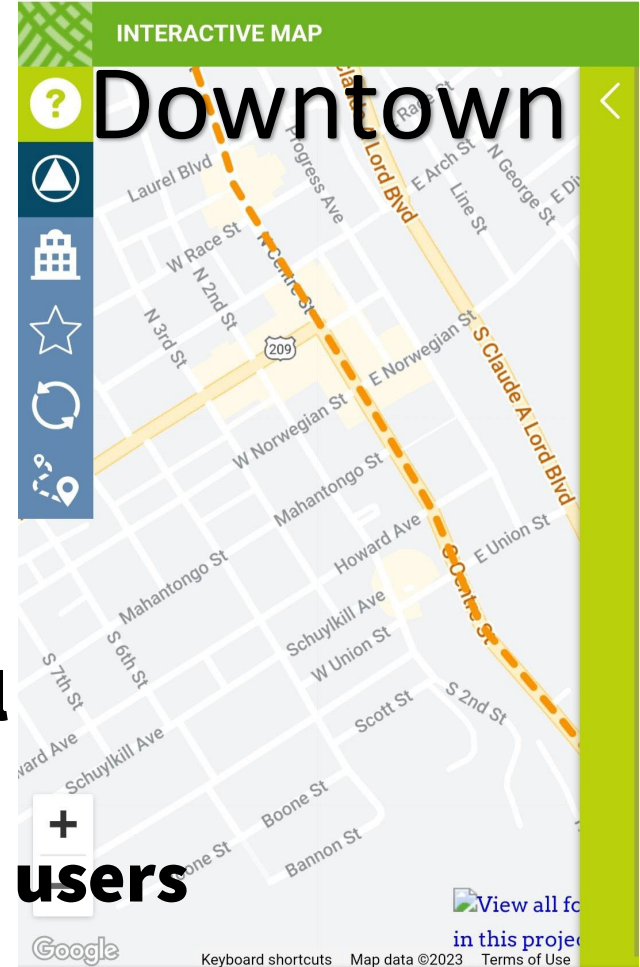 INTERACTIVE MAP
Downtown
?
Claude A Lord Blvd
E Race St
E Arch St
N George St
Line St
Progress Ave
Laurel Blvd
W Race St
N Centre St
N 2nd St
N 3rd St
209
E Norwegian St
S Claude A Lord Blvd
W Norwegian St
Mahantongo St
Howard Ave
E Union St
S Centre St
Mahantongo St
Schuylkill Ave
W Union St
S 6th St
S 7th St
Scott St
S 2nd St
Schuylkill Ave
+
Boone St
Bannon St
users
View all fo
in this projec
Google
Keyboard shortcuts Map data ©2023 Terms of Use